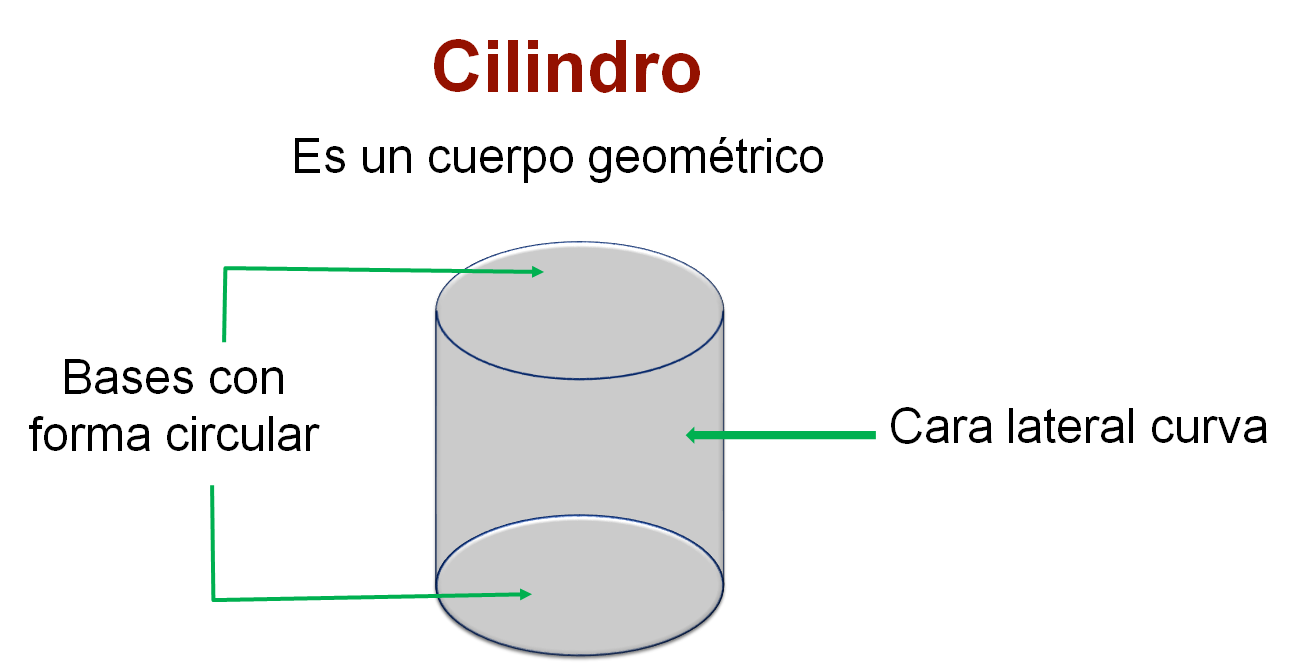 Cilindro
Es un cuerpo geométrico
Bases con
forma circular
Cara lateral curva